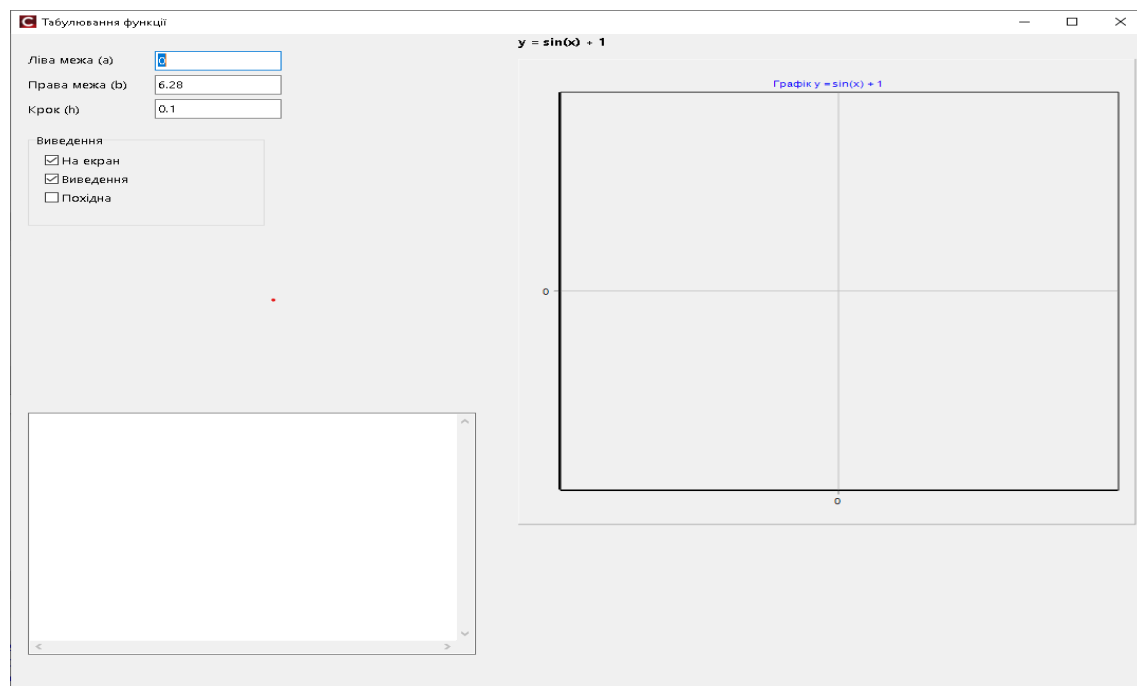 Табулювання функції
Ліва межа (a)
0
Права межа (b)
6.28
Крок (h)
0.1
Виведення
На екран
Виведення
Похідна
y = sin(x) + 1
Графік y = sin(x) + 1
0
0